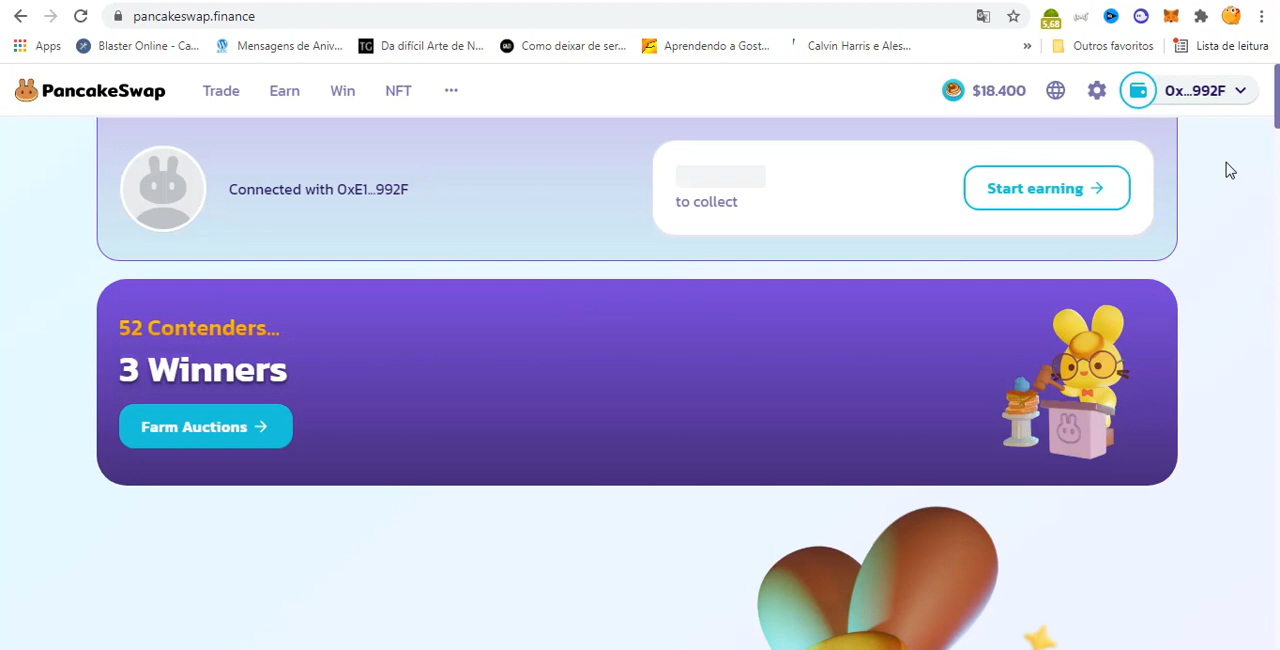 pancakeswap.finance
5,68
Apps
Blaster Online - Ca...
Mensagens de Aniv...
TG
Da difícil Arte de N...
Como deixar de ser...
Aprendendo a Gost...
Calvin Harris e Ales...
»
Outros favoritos
Lista de leitura
PancakeSwap
Trade
Earn
Win
NFT
...
$18.400
0x...992F
Connected with 0xE1...992F
to collect
Start earning →
52 Contenders...
3 Winners
Farm Auctions →